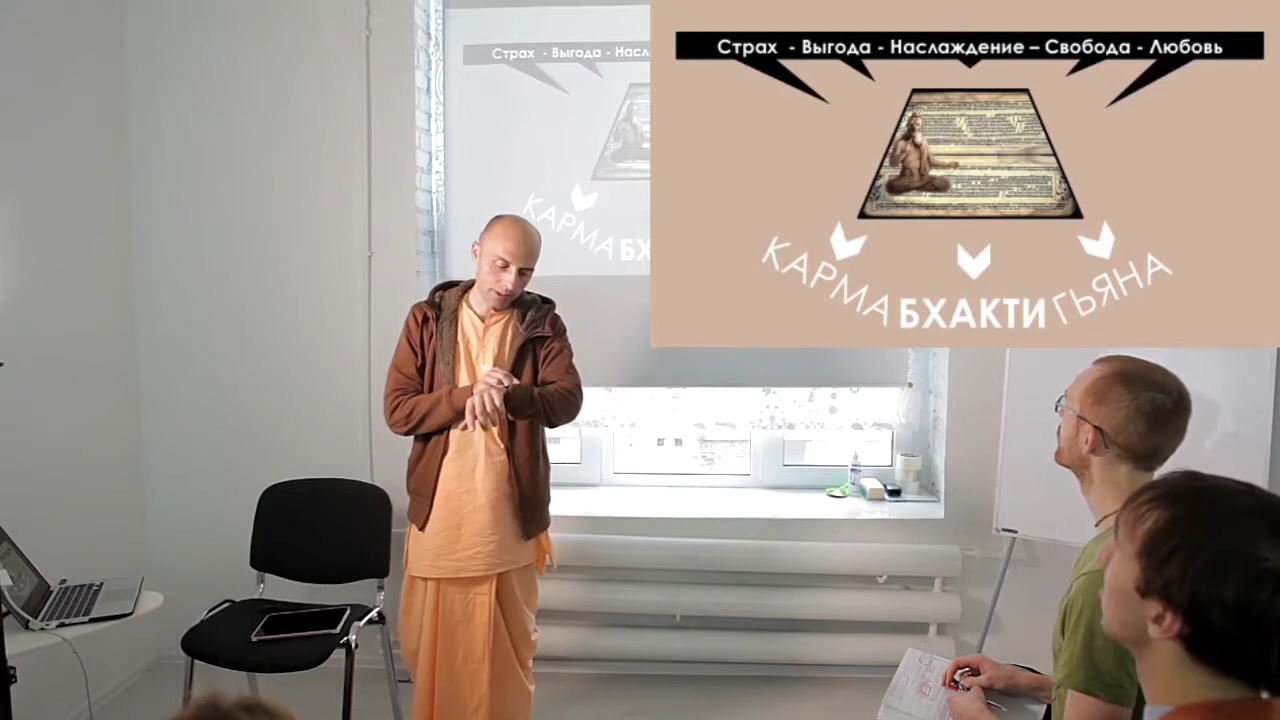 Страх - Выгода - Насл
КАРМА БХ
Страх - Выгода - Наслаждение – Свобода - Любовь
КАРМА БХАКТИ ГЬЯНА